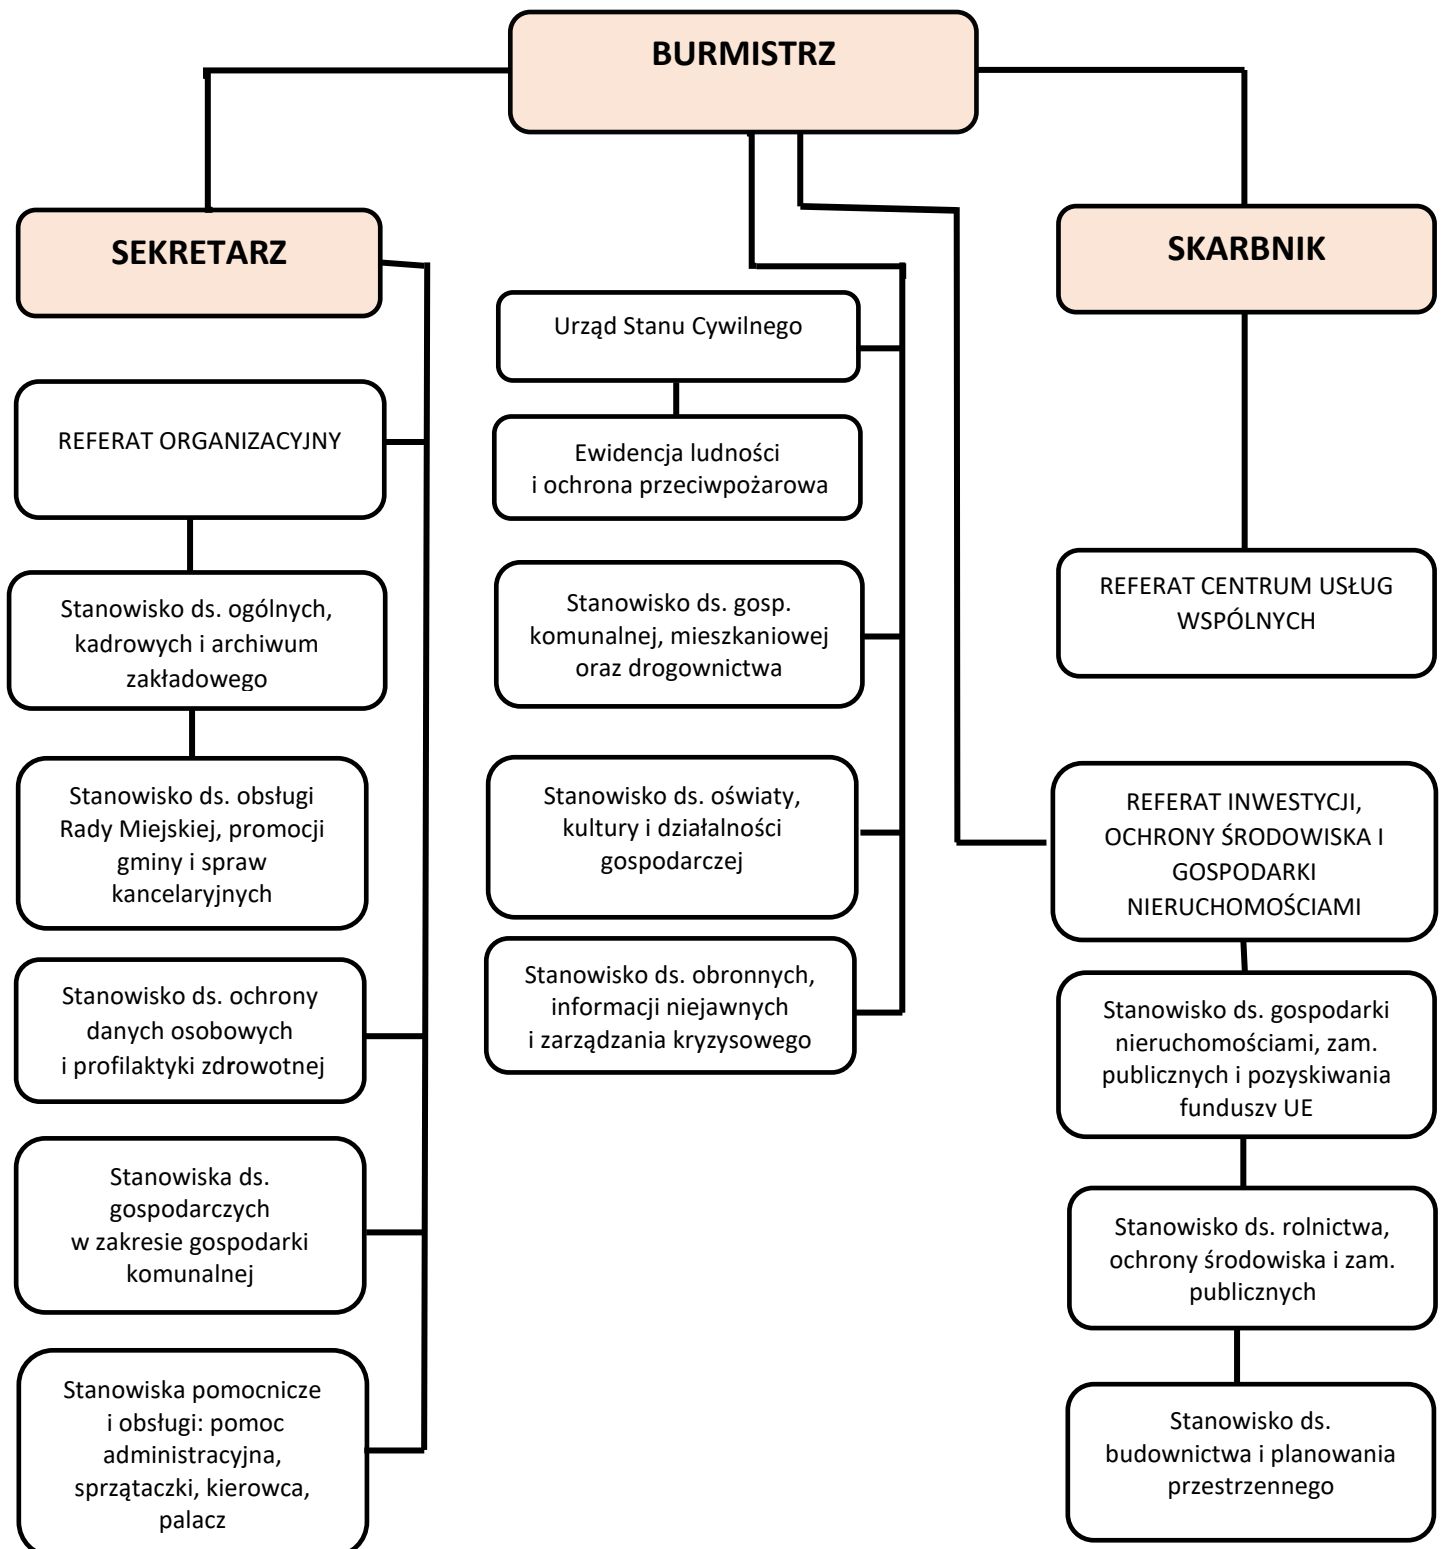 BURMISTRZ
SEKRETARZ
SKARBNIK
REFERAT ORGANIZACYJNY
Stanowisko ds. ogólnych,
kadrowych i archiwum
zakładowego
Stanowisko ds. obsługi
Rady Miejskiej, promocji
gminy i spraw
kancelaryjnych
Stanowisko ds. ochrony
danych osobowych
i profilaktyki zdrowotnej
Stanowiska ds.
gospodarczych
w zakresie gospodarki
komunalnej
Stanowiska pomocnicze
i obsługi: pomoc
administracyjna,
sprzątaczki, kierowca,
palacz
Urząd Stanu Cywilnego
Ewidencja ludności
i ochrona przeciwpożarowa
Stanowisko ds. gosp.
komunalnej, mieszkaniowej
oraz drogownictwa
Stanowisko ds. oświaty,
kultury i działalności
gospodarczej
Stanowisko ds. obronnych,
informacji niejawnych
i zarządzania kryzysowego
REFERAT CENTRUM USŁUG
WSPÓLNYCH
REFERAT INWESTYCJI,
OCHRONY ŚRODOWISKA I
GOSPODARKI
NIERUCHOMOŚCIAMI
Stanowisko ds. gospodarki
nieruchomościami, zam.
publicznych i pozyskiwania
funduszy UE
Stanowisko ds. rolnictwa,
ochrony środowiska i zam.
publicznych
Stanowisko ds.
budownictwa i planowania
przestrzennego